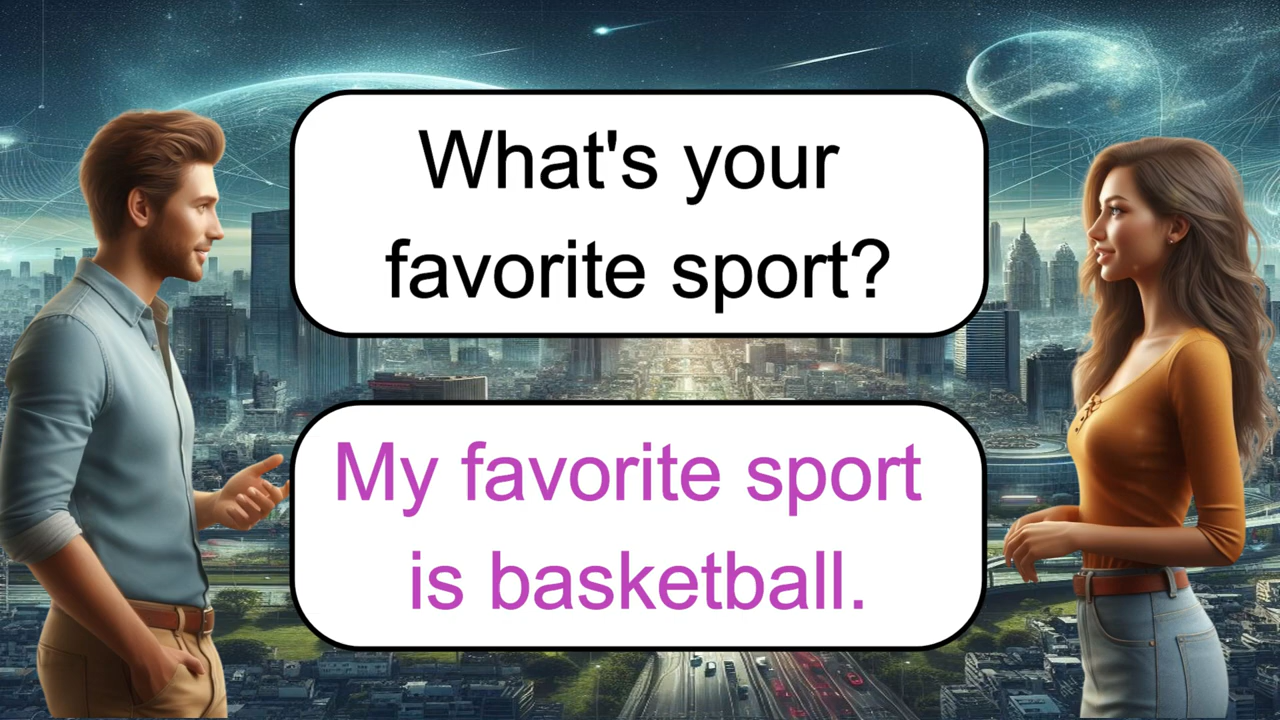 What's your
favorite sport?
My favorite sport
is basketball.